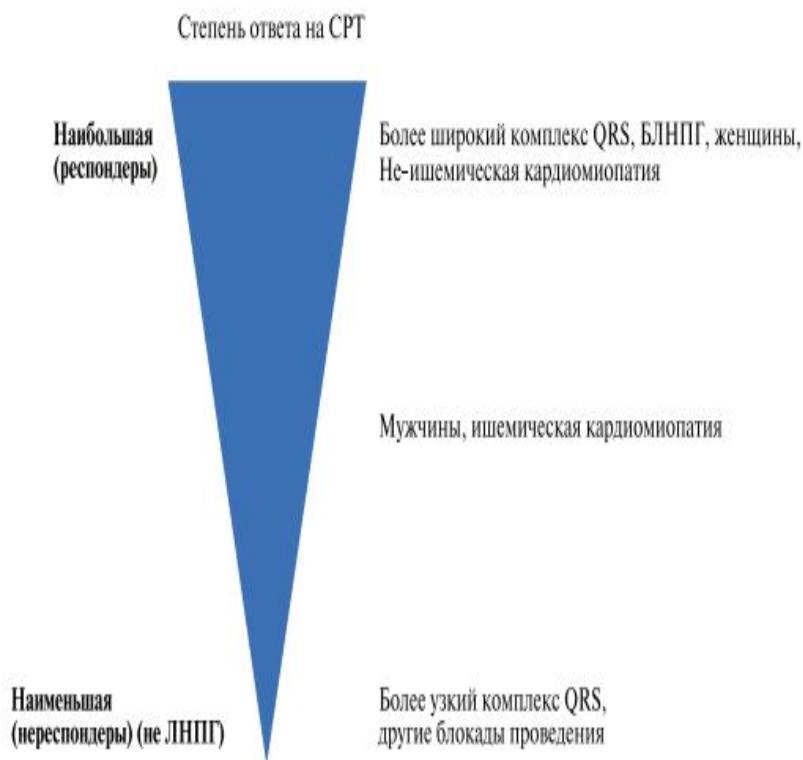 Степень ответа на СРТ
Наибольшая
(респондеры)
Более широкий комплекс QRS, БЛНПГ, женщины,
Не-ишемическая кардиомиопатия
Мужчины, ишемическая кардиомиопатия
Наименьшая
(нереспондеры) (не ЛНПГ)
Более узкий комплекс QRS,
другие блокады проведения